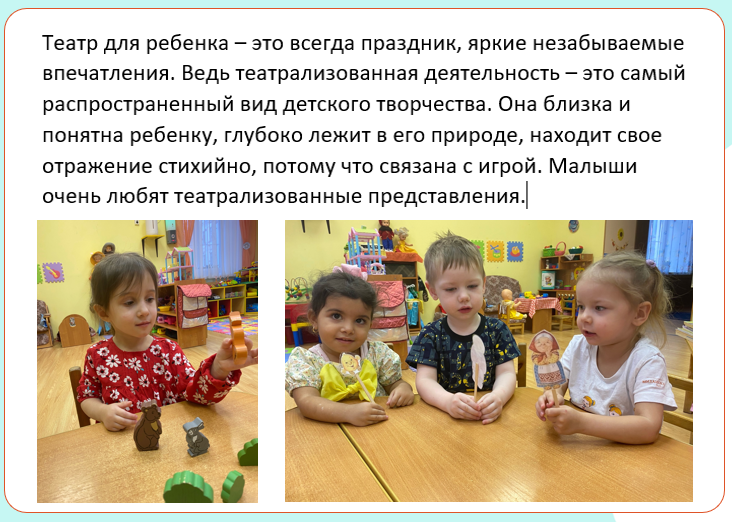 Театр для ребенка – это всегда праздник, яркие незабываемые
впечатления. Ведь театрализованная деятельность – это самый
распространенный вид детского творчества. Она близка и
понятна ребенку, глубоко лежит в его природе, находит свое
отражение стихийно, потому что связана с игрой. Малыши
очень любят театрализованные представления.